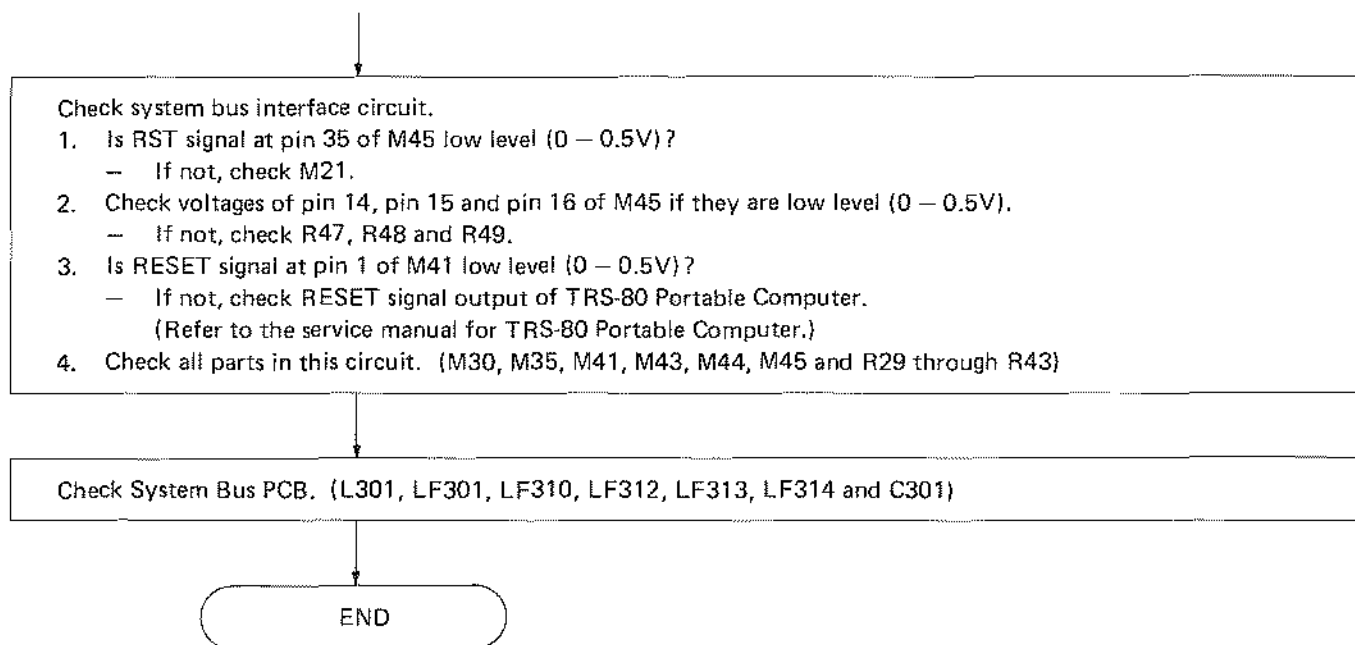 Check system bus interface circuit.
1. Is RST signal at pin 35 of M45 low level (0 – 0.5V)?
– If not, check M21.
2. Check voltages of pin 14, pin 15 and pin 16 of M45 if they are low level (0 – 0.5V).
– If not, check R47, R48 and R49.
3. Is RESET signal at pin 1 of M41 low level (0 – 0.5V)?
– If not, check RESET signal output of TRS-80 Portable Computer.
(Refer to the service manual for TRS-80 Portable Computer.)
4. Check all parts in this circuit. (M30, M35, M41, M43, M44, M45 and R29 through R43)
Check System Bus PCB. (L301, LF301, LF310, LF312, LF313, LF314 and C301)
END